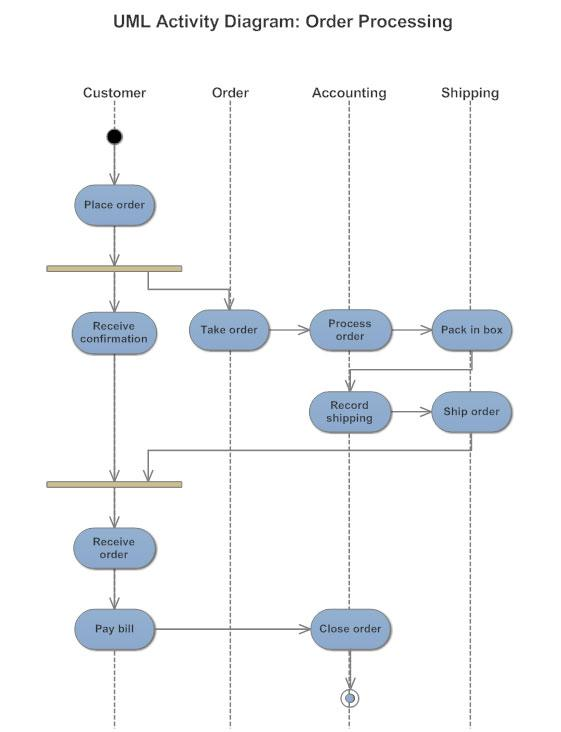 UML Activity Diagram: Order Processing
Customer
Order
Accounting
Shipping
Place order
Receive
confirmation
Take order
Process
order
Pack in box
Record
shipping
Ship order
Receive
order
Pay bill
Close order